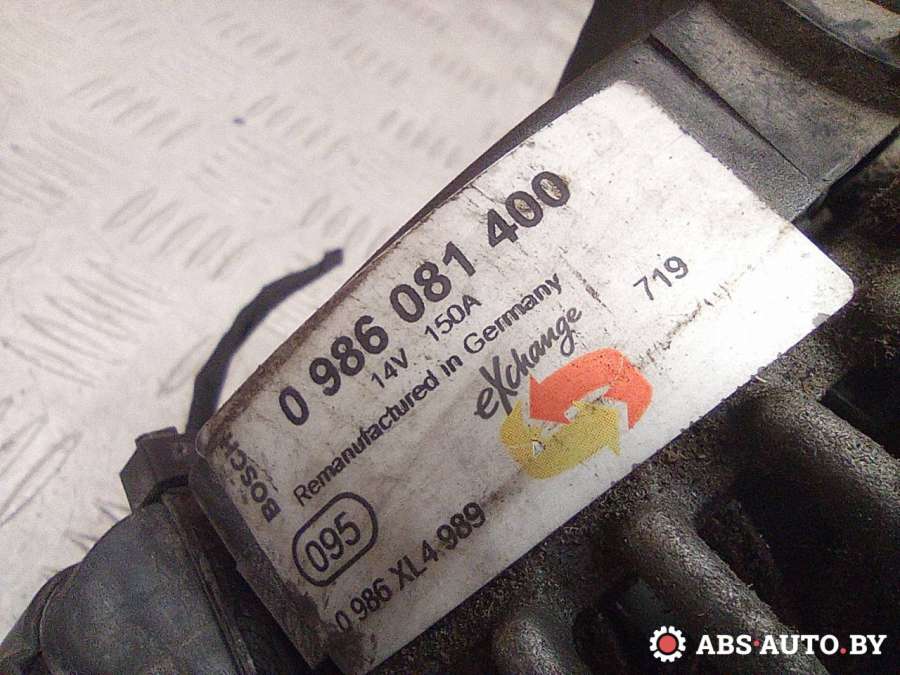 BOSCH
0 986 081 400
14V 150A
Remanufactured in Germany
eXchange
719
095
0 986 XL4 989
ABS-AUTO.BY